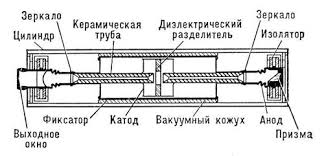 Зеркало
Керамическая труба
Диэлектрический разделитель
Зеркало
Цилиндр
Изолятор
Выходное окно
Фиксатор
Катод
Вакуумный кожух
Анод
Призма